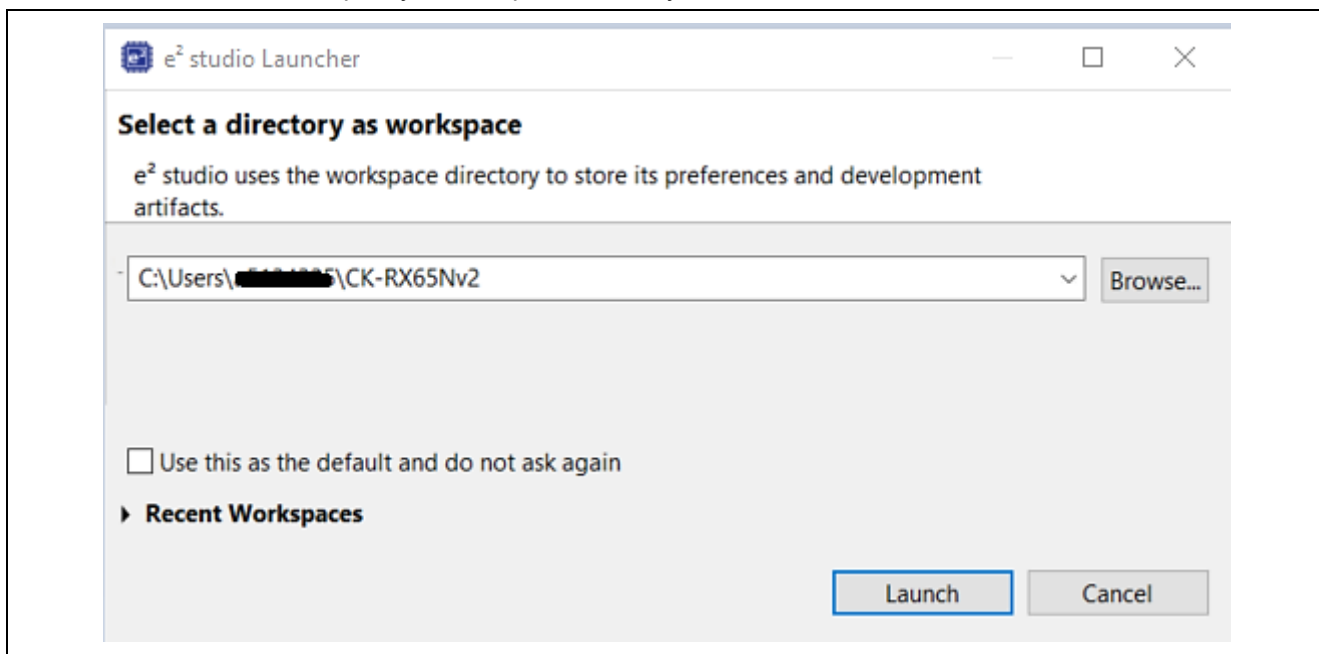 e² studio Launcher
Select a directory as workspace
e² studio uses the workspace directory to store its preferences and development
artifacts.
C:\Users\ \CK-RX65Nv2
Browse...
Use this as the default and do not ask again
Recent Workspaces
Launch
Cancel